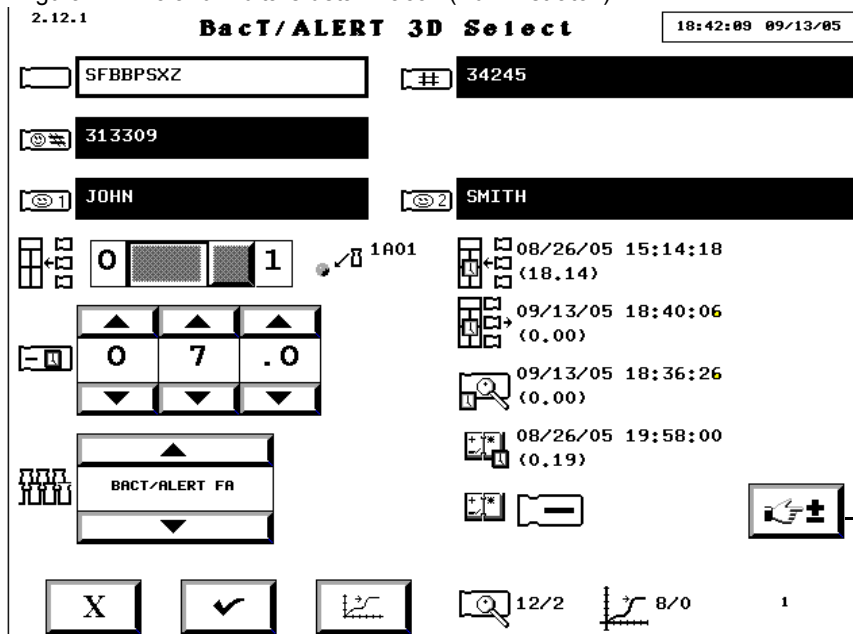 2.12.1
BacT/ALERT 3D Select
18:42:09 09/13/05
SFBBPSXZ
# 34245
313309
1 JOHN
2 SMITH
0 1
1A01
08/26/05 15:14:18
(18.14)
09/13/05 18:40:06
(0.00)
0 7 .0
09/13/05 18:36:26
(0.00)
08/26/05 19:58:00
(0.19)
BACT/ALERT FA
±
X
12/2
8/0
1